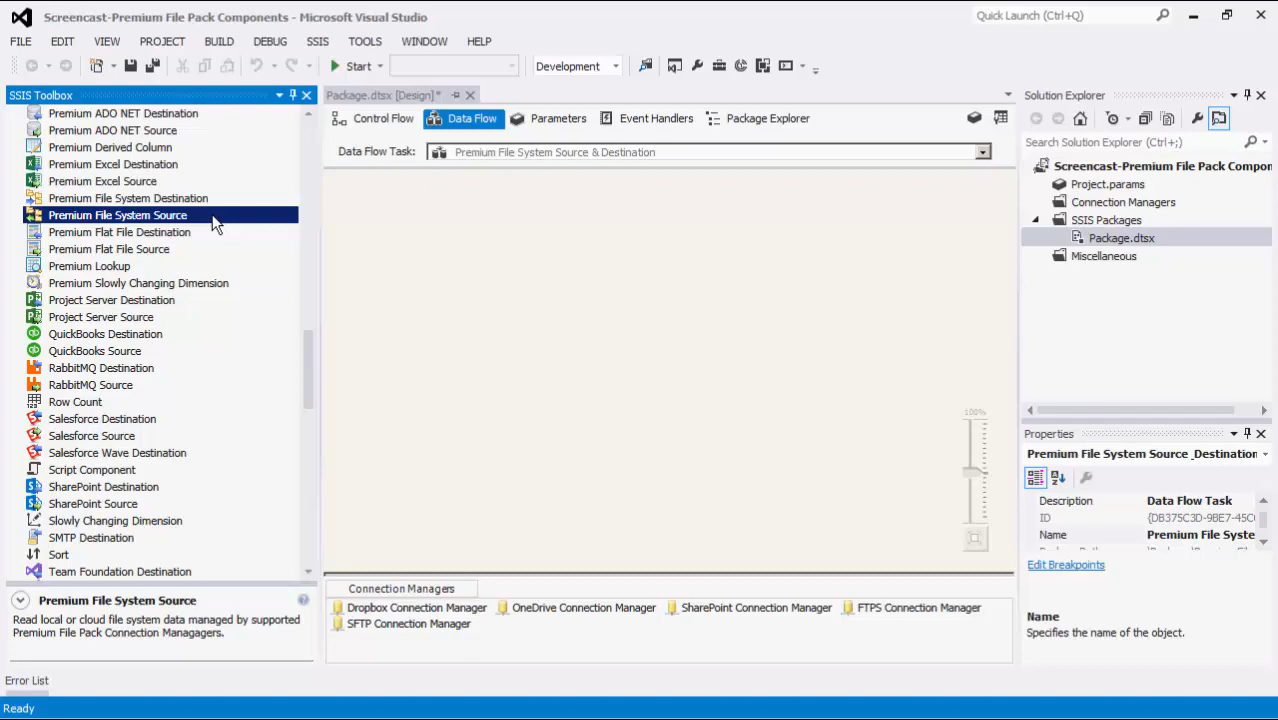 Screencast-Premium File Pack Components - Microsoft Visual Studio
Quick Launch (Ctrl+Q)
FILE EDIT VIEW PROJECT BUILD DEBUG SSIS TOOLS WINDOW HELP
Start Development
SSIS Toolbox
Premium ADO NET Destination
Premium ADO NET Source
Premium Derived Column
Premium Excel Destination
Premium Excel Source
Premium File System Destination
Premium File System Source
Premium Flat File Destination
Premium Flat File Source
Premium Lookup
Premium Slowly Changing Dimension
Project Server Destination
Project Server Source
QuickBooks Destination
QuickBooks Source
RabbitMQ Destination
RabbitMQ Source
Row Count
Salesforce Destination
Salesforce Source
Salesforce Wave Destination
Script Component
SharePoint Destination
SharePoint Source
Slowly Changing Dimension
SMTP Destination
Sort
Team Foundation Destination
Premium File System Source
Read local or cloud file system data managed by supported
Premium File Pack Connection Managagers.
Package.dtsx [Design]*
Control Flow Data Flow Parameters Event Handlers Package Explorer
Data Flow Task: Premium File System Source & Destination
100%
Connection Managers
Dropbox Connection Manager OneDrive Connection Manager SharePoint Connection Manager FTPS Connection Manager
SFTP Connection Manager
Solution Explorer
Search Solution Explorer (Ctrl+;)
Screencast-Premium File Pack Compon
Project.params
Connection Managers
SSIS Packages
Package.dtsx
Miscellaneous
Properties
Premium File System Source _Destination
Description Data Flow Task
ID {DB375C3D-9BE7-45C0
Name Premium File Syste
Edit Breakpoints
Name
Specifies the name of the object.
Error List
Ready